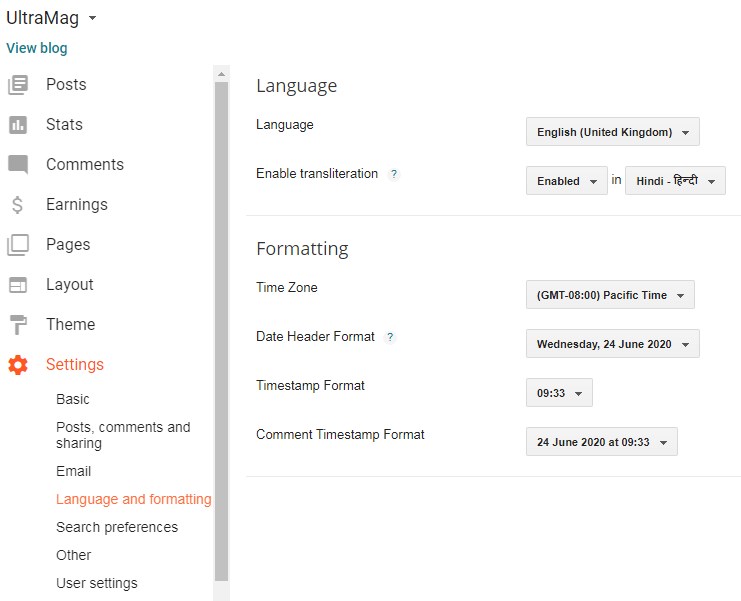 UltraMag
View blog
Posts
Stats
Comments
Earnings
Pages
Layout
Theme
Settings
Basic
Posts, comments and
sharing
Email
Language and formatting
Search preferences
Other
User settings
Language
Language
English (United Kingdom)
Enable transliteration ?
Enabled in Hindi - हिन्दी
Formatting
Time Zone
(GMT-08:00) Pacific Time
Date Header Format ?
Wednesday, 24 June 2020
Timestamp Format
09:33
Comment Timestamp Format
24 June 2020 at 09:33